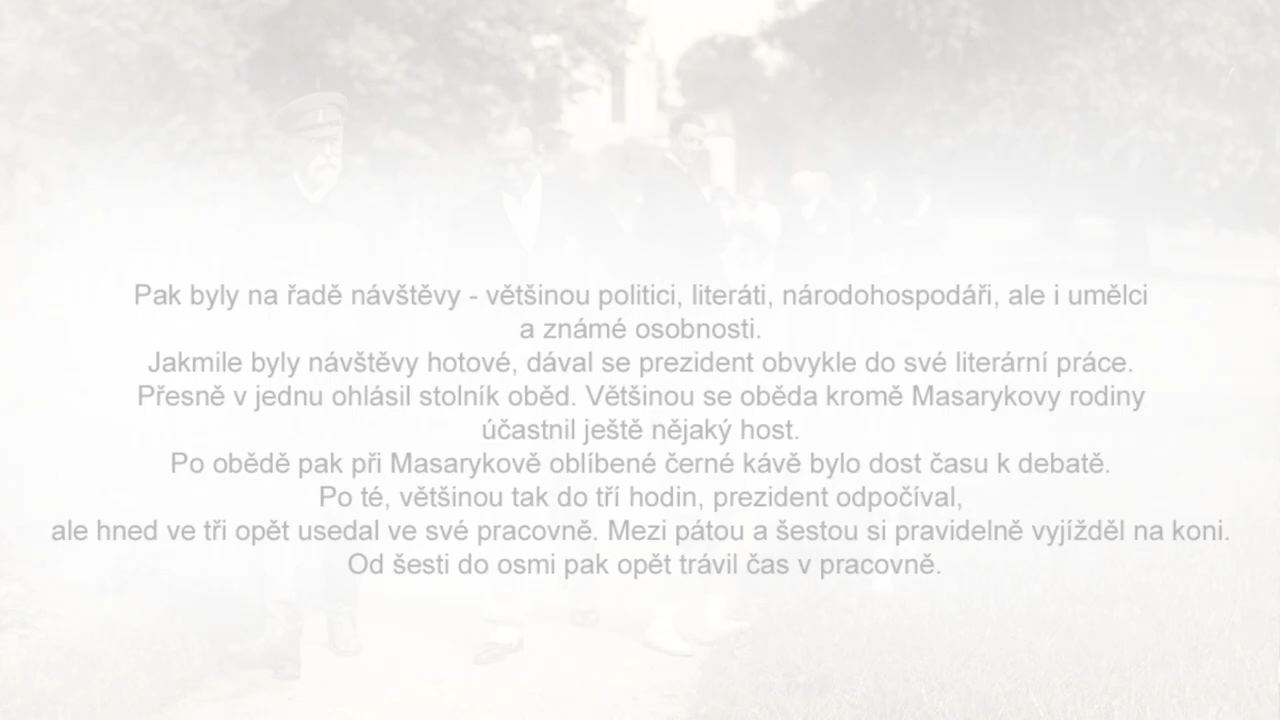 Pak byly na řadě návštěvy - většinou politici, literáti, národohospodáři, ale i umělci
a známé osobnosti.
Jakmile byly návštěvy hotové, dával se prezident obvykle do své literární práce.
Přesně v jednu ohlásil stolník oběd. Většinou se oběda kromě Masarykovy rodiny
účastnil ještě nějaký host.
Po obědě pak při Masarykově oblíbené černé kávě bylo dost času k debatě.
Po té, většinou tak do tří hodin, prezident odpočíval,
ale hned ve tři opět usedal ve své pracovně. Mezi pátou a šestou si pravidelně vyjížděl na koni.
Od šesti do osmi pak opět trávil čas v pracovně.